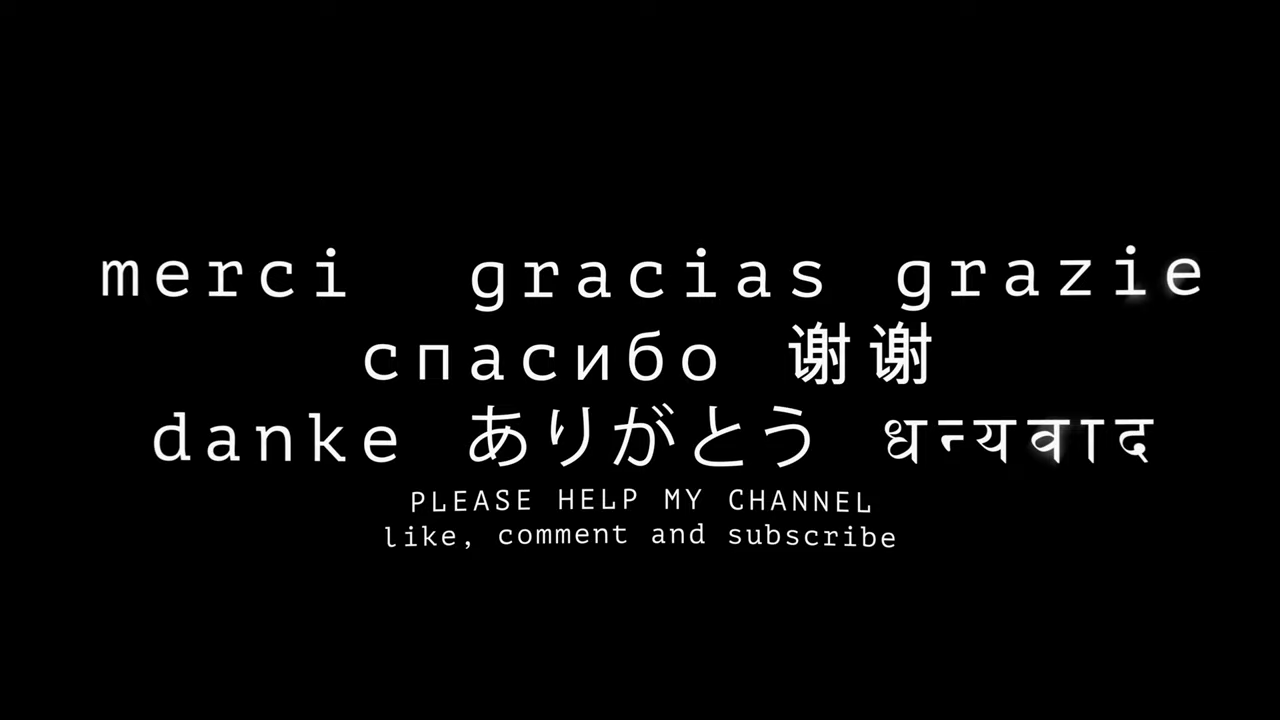 merci gracias grazie
спасибо 谢谢
danke ありがとう धन्यवाद
PLEASE HELP MY CHANNEL
like, comment and subscribe